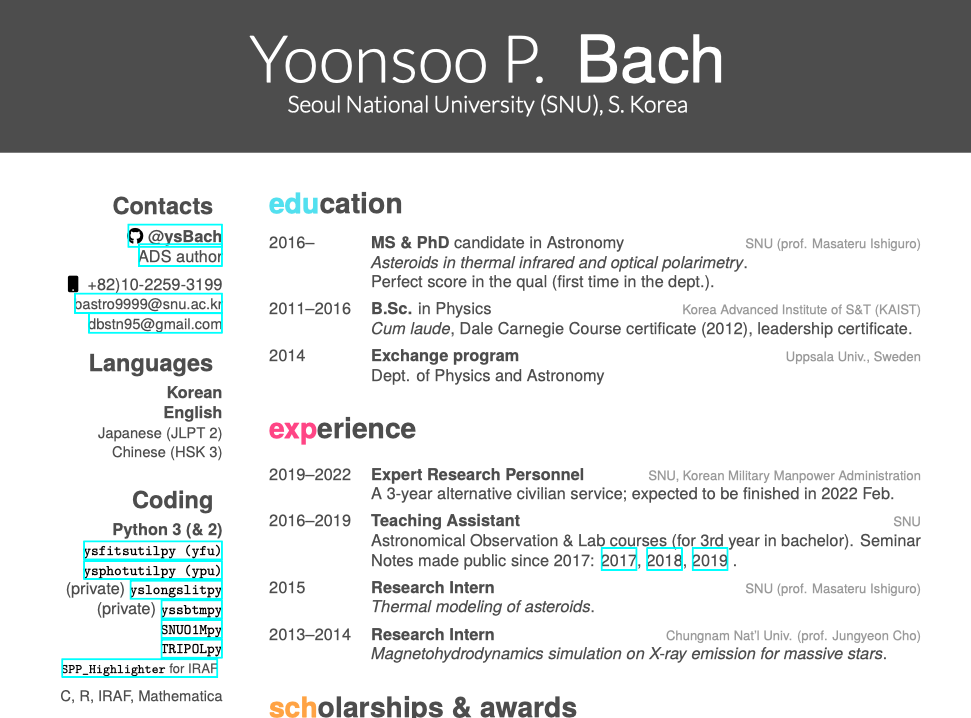 Yoonsoo P. Bach
Seoul National University (SNU), S. Korea
Contacts
@ysBach
ADS author
+82)10-2259-3199
bastro9999@snu.ac.kr
dbstn95@gmail.com
Languages
Korean
English
Japanese (JLPT 2)
Chinese (HSK 3)
Coding
Python 3 (& 2)
ysfitsutilpy (yfu)
ysphotutilpy (ypu)
(private) yslongslitpy
(private) yssbtmpy
SNUO1Mpy
TRIPOLpy
SPP_Highlighter for IRAF
C, R, IRAF, Mathematica
education
2016– MS & PhD candidate in Astronomy SNU (prof. Masateru Ishiguro)
Asteroids in thermal infrared and optical polarimetry.
Perfect score in the qual (first time in the dept.).
2011–2016 B.Sc. in Physics Korea Advanced Institute of S&T (KAIST)
Cum laude, Dale Carnegie Course certificate (2012), leadership certificate.
2014 Exchange program Uppsala Univ., Sweden
Dept. of Physics and Astronomy
experience
2019–2022 Expert Research Personnel SNU, Korean Military Manpower Administration
A 3-year alternative civilian service; expected to be finished in 2022 Feb.
2016–2019 Teaching Assistant SNU
Astronomical Observation & Lab courses (for 3rd year in bachelor). Seminar
Notes made public since 2017: 2017, 2018, 2019 .
2015 Research Intern SNU (prof. Masateru Ishiguro)
Thermal modeling of asteroids.
2013–2014 Research Intern Chungnam Nat'l Univ. (prof. Jungyeon Cho)
Magnetohydrodynamics simulation on X-ray emission for massive stars.
scholarships & awards